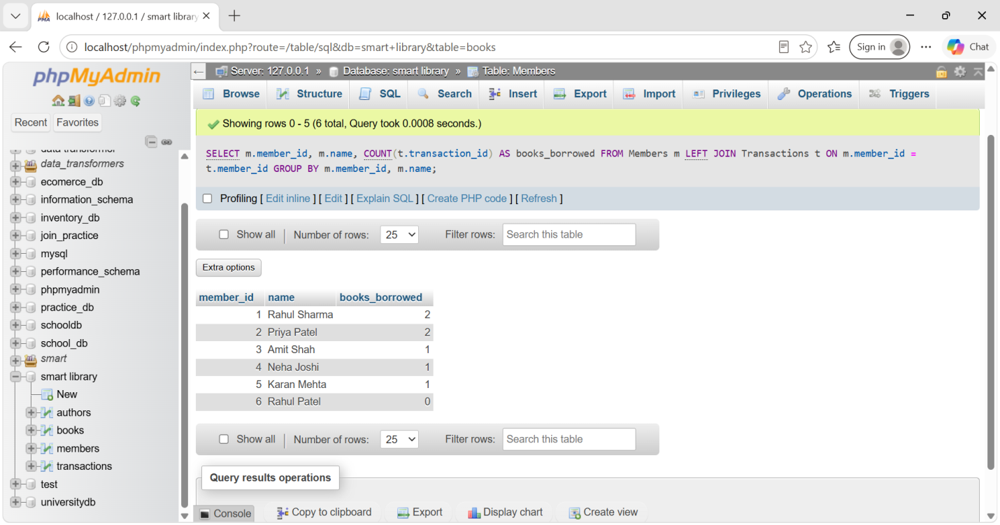 localhost / 127.0.0.1 / smart library
localhost/phpmyadmin/index.php?route=/table/sql&db=smart+library&table=books
Sign in
Chat
phpMyAdmin
Recent
Favorites
data transformer
data_transformers
ecomerce_db
information_schema
inventory_db
join_practice
mysql
performance_schema
phpmyadmin
practice_db
schooldb
school_db
smart
smart library
New
authors
books
members
transactions
test
universitydb
Server: 127.0.0.1 » Database: smart library » Table: Members
Browse Structure SQL Search Insert Export Import Privileges Operations Triggers
Showing rows 0 - 5 (6 total, Query took 0.0008 seconds.)
SELECT m.member_id, m.name, COUNT(t.transaction_id) AS books_borrowed FROM Members m LEFT JOIN Transactions t ON m.member_id =
t.member_id GROUP BY m.member_id, m.name;
Profiling [ Edit inline ] [ Edit ] [ Explain SQL ] [ Create PHP code ] [ Refresh ]
Show all | Number of rows: 25 Filter rows: Search this table
Extra options
member_id name books_borrowed
1 Rahul Sharma 2
2 Priya Patel 2
3 Amit Shah 1
4 Neha Joshi 1
5 Karan Mehta 1
6 Rahul Patel 0
Show all | Number of rows: 25 Filter rows: Search this table
Query results operations
Console
Copy to clipboard Export Display chart Create view